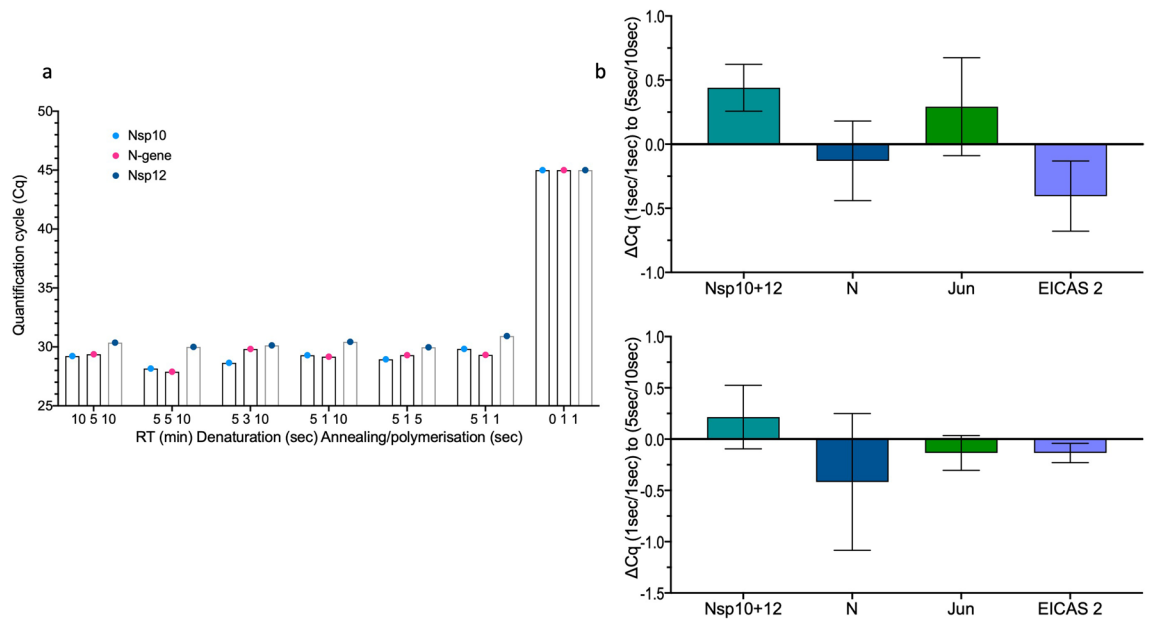 a
50
45
40
35
30
25
Quantification cycle (Cq)
Nsp10
N-gene
Nsp12
10 5 10 5 5 10 5 3 10 5 1 10 5 1 5 5 1 1 0 1 1
RT (min) Denaturation (sec) Annealing/polymerisation (sec)
b
1.0
0.5
0.0
-0.5
-1.0
ΔCq (1sec/1sec) to (5sec/10sec)
Nsp10+12 N Jun EICAS 2
1.0
0.5
0.0
-0.5
-1.0
-1.5
ΔCq (1sec/1sec) to (5sec/10sec)
Nsp10+12 N Jun EICAS 2